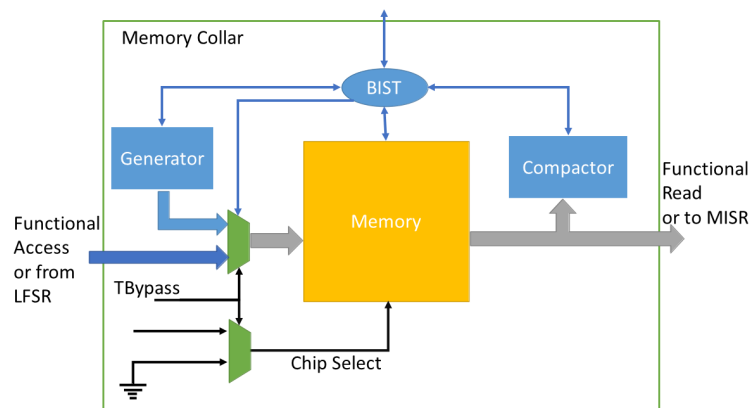 Memory Collar
BIST
Generator
Compactor
Memory
Functional
Read
or to MISR
Functional
Access
or from
LFSR
TBypass
Chip Select